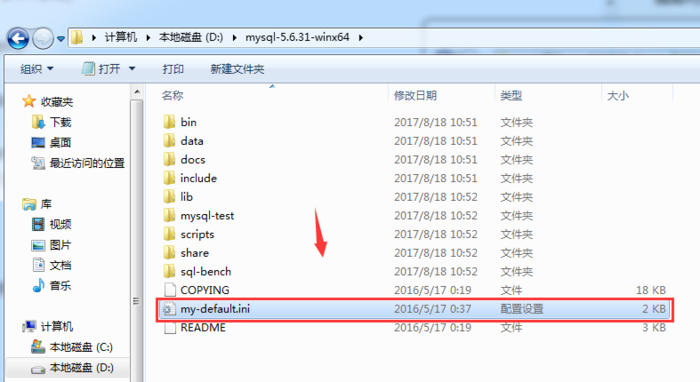 计算机 ▸ 本地磁盘 (D:) ▸ mysql-5.6.31-winx64 ▸
组织 打开 打印 新建文件夹
名称 修改日期 类型 大小
收藏夹
下载
桌面
最近访问的位置
库
视频
图片
文档
音乐
计算机
本地磁盘 (C:)
本地磁盘 (D:)
bin 2017/8/18 10:51 文件夹
data 2017/8/18 10:51 文件夹
docs 2017/8/18 10:51 文件夹
include 2017/8/18 10:51 文件夹
lib 2017/8/18 10:52 文件夹
mysql-test 2017/8/18 10:52 文件夹
scripts 2017/8/18 10:52 文件夹
share 2017/8/18 10:52 文件夹
sql-bench 2017/8/18 10:52 文件夹
COPYING 2016/5/17 0:19 文件 18 KB
my-default.ini 2016/5/17 0:37 配置设置 2 KB
README 2016/5/17 0:19 文件 3 KB